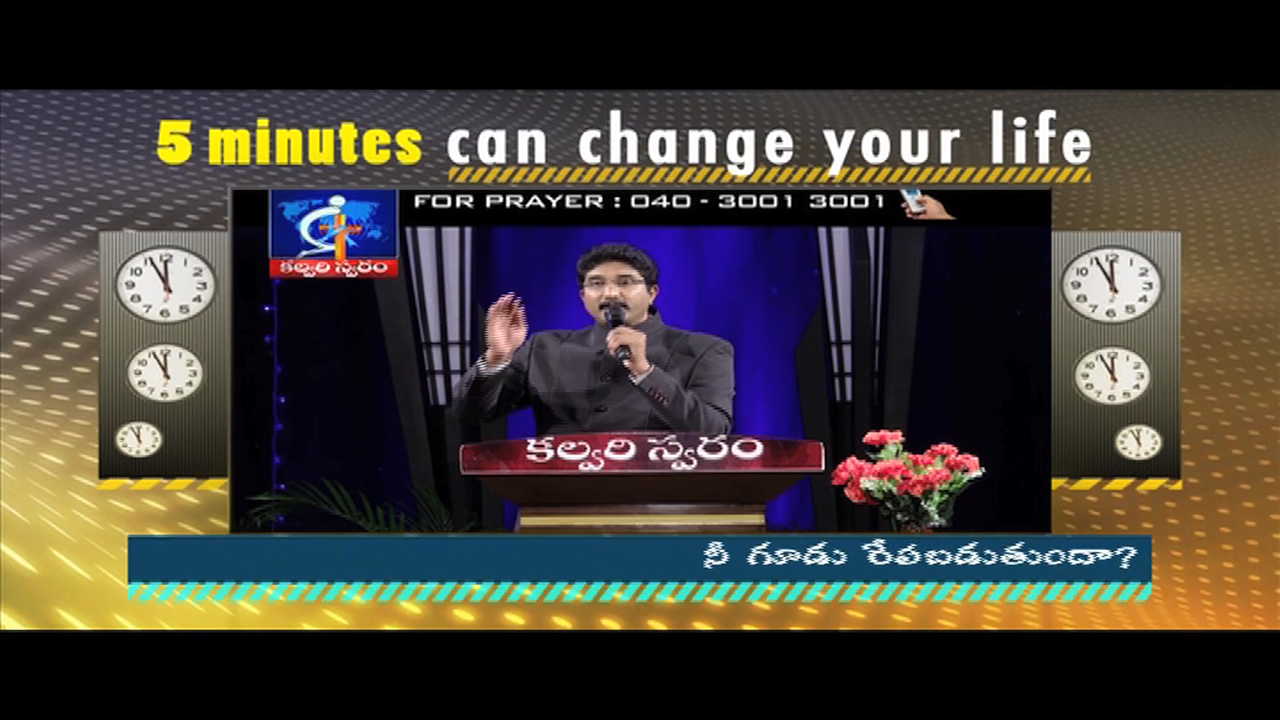 5 minutes can change your life
FOR PRAYER : 040 - 3001 3001
కల్వరి స్వరం
కల్వరి స్వరం
నీ గూడు రేపబడుతుందా?